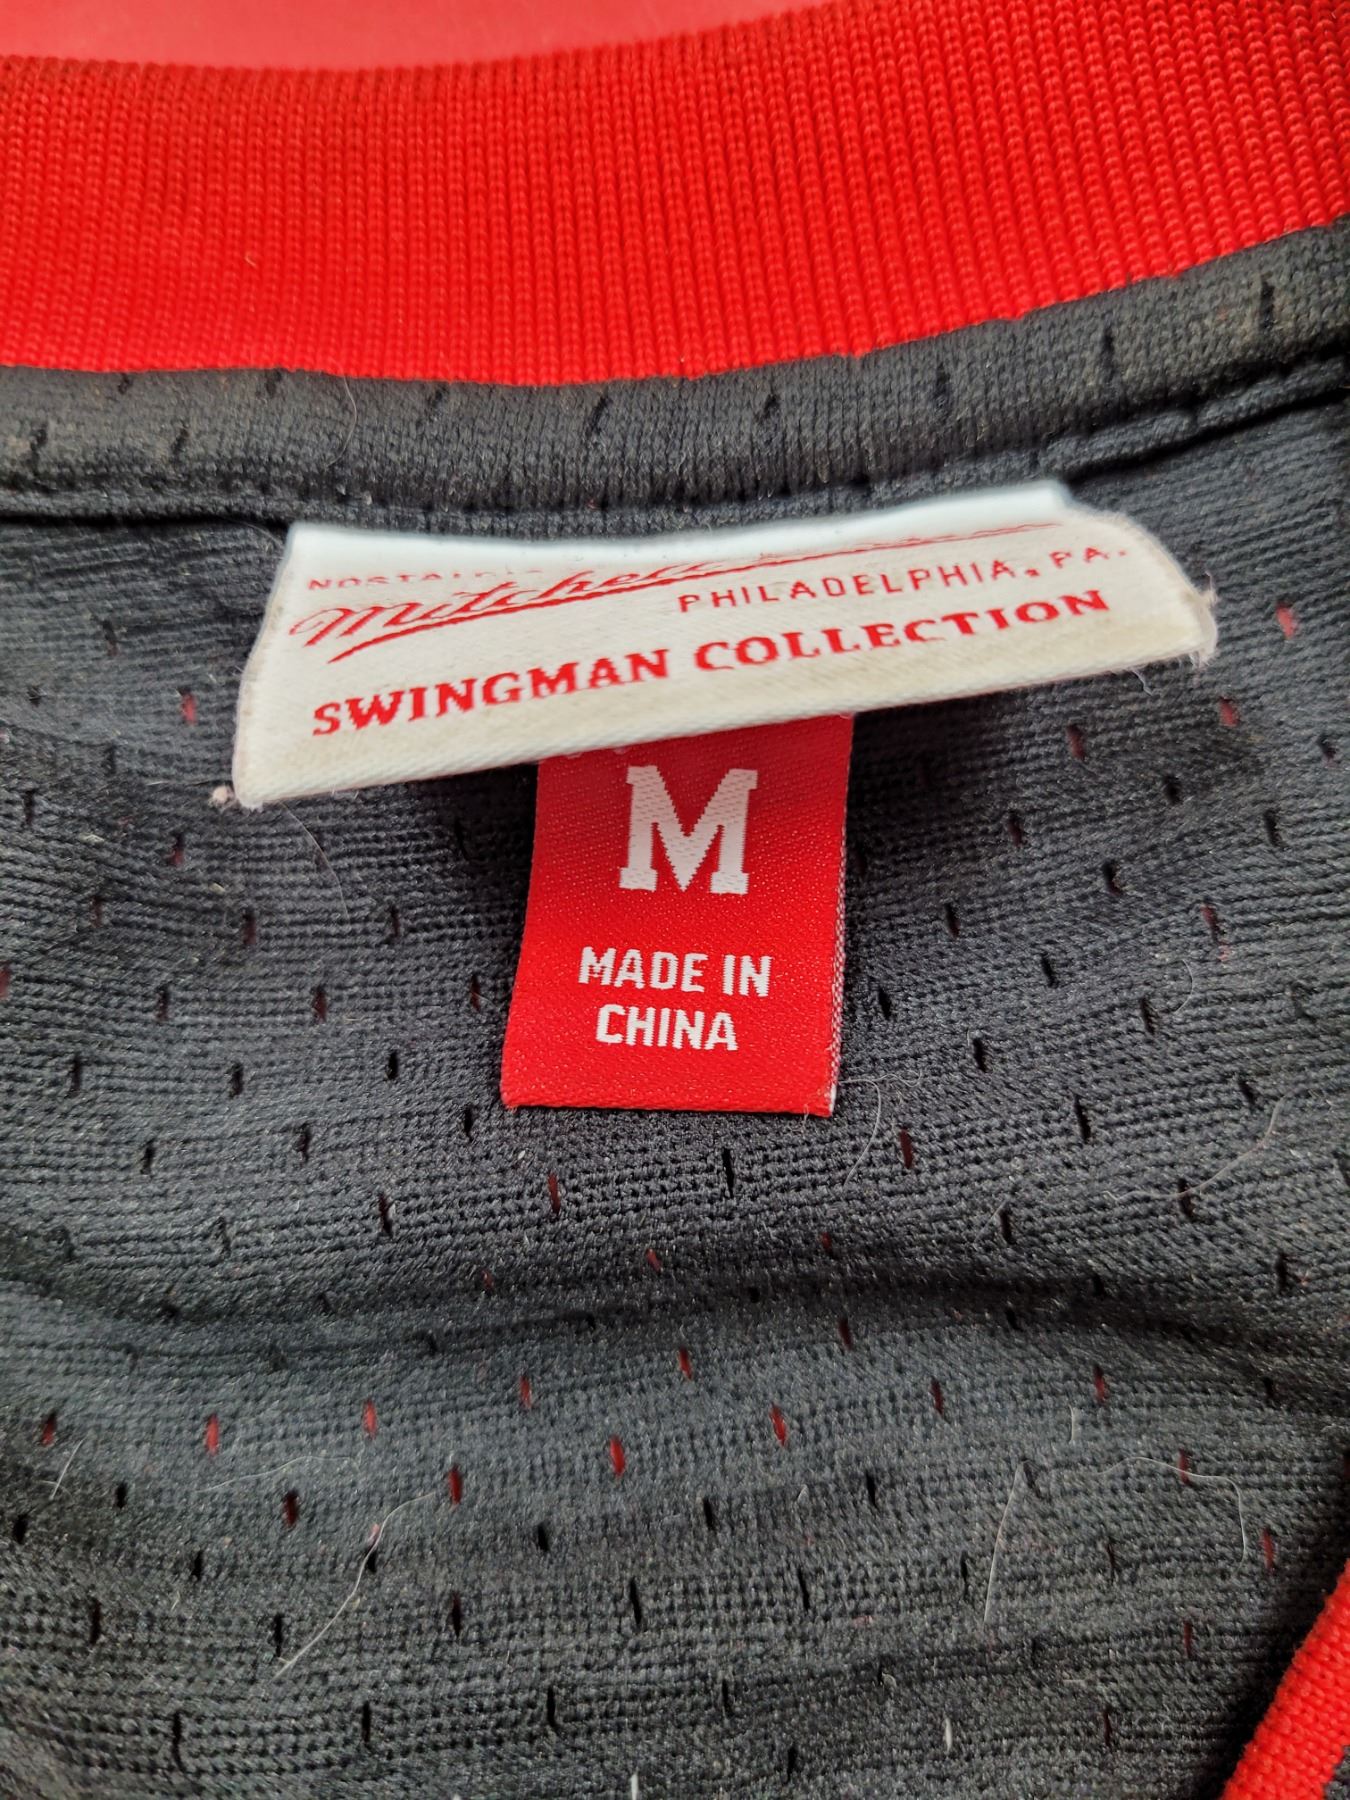 Mitchell
PHILADELPHIA, PA.
SWINGMAN COLLECTION
M
MADE IN
CHINA